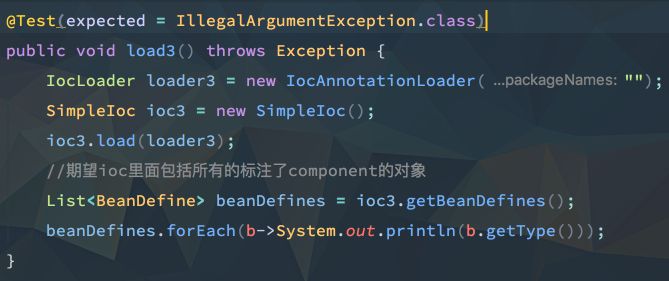 @Test(expected = IllegalArgumentException.class)
public void load3() throws Exception {
IocLoader loader3 = new IocAnnotationLoader( ...packageNames: "");
SimpleIoc ioc3 = new SimpleIoc();
ioc3.load(loader3);
//期望ioc里面包括所有的标注了component的对象
List<BeanDefine> beanDefines = ioc3.getBeanDefines();
beanDefines.forEach(b->System.out.println(b.getType()));
}